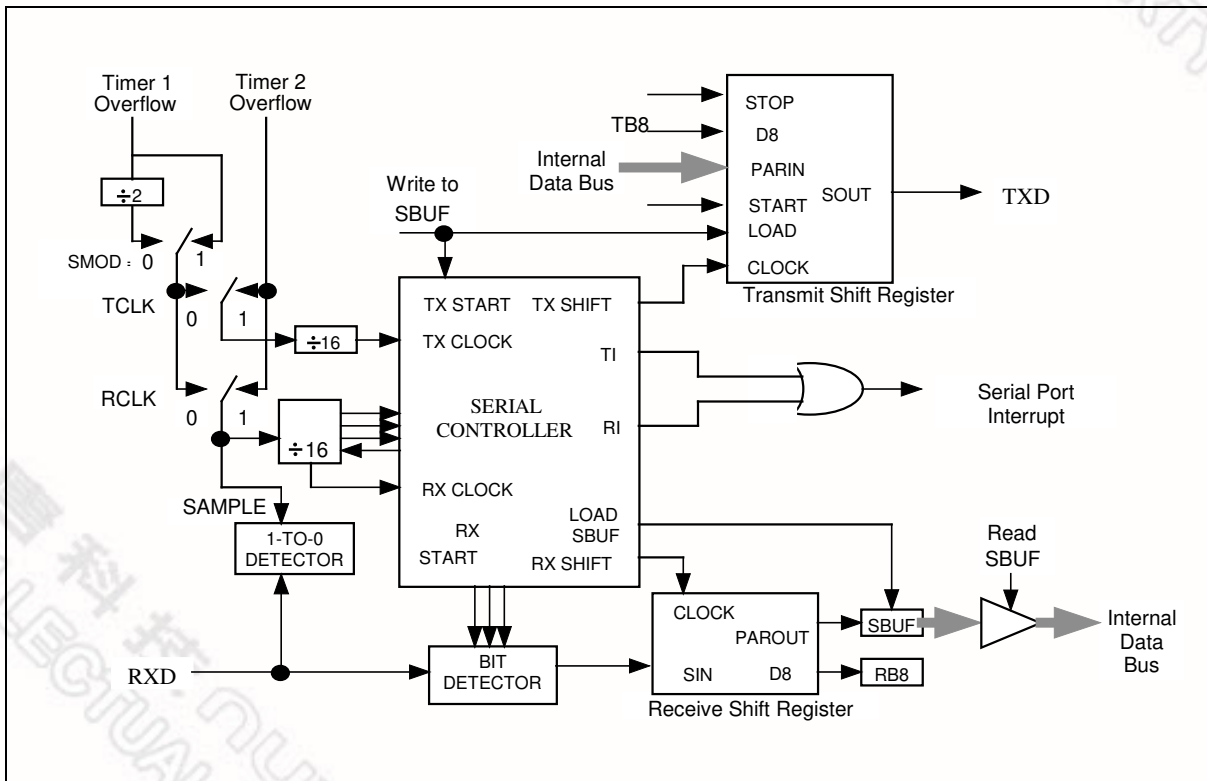 Timer 1
Overflow
Timer 2
Overflow
÷2
SMOD = 0 1
TCLK
0 1
÷16
RCLK
0 1
÷16
SAMPLE
1-TO-0
DETECTOR
RXD
Write to
SBUF
TX START
TX SHIFT
TX CLOCK
TI
SERIAL
CONTROLLER
RI
RX CLOCK
LOAD
SBUF
RX
START
RX SHIFT
BIT
DETECTOR
TB8
Internal
Data Bus
STOP
D8
PARIN
SOUT
START
LOAD
CLOCK
Transmit Shift Register
TXD
Serial Port
Interrupt
CLOCK
PAROUT
SIN
D8
Receive Shift Register
SBUF
RB8
Read
SBUF
Internal
Data
Bus